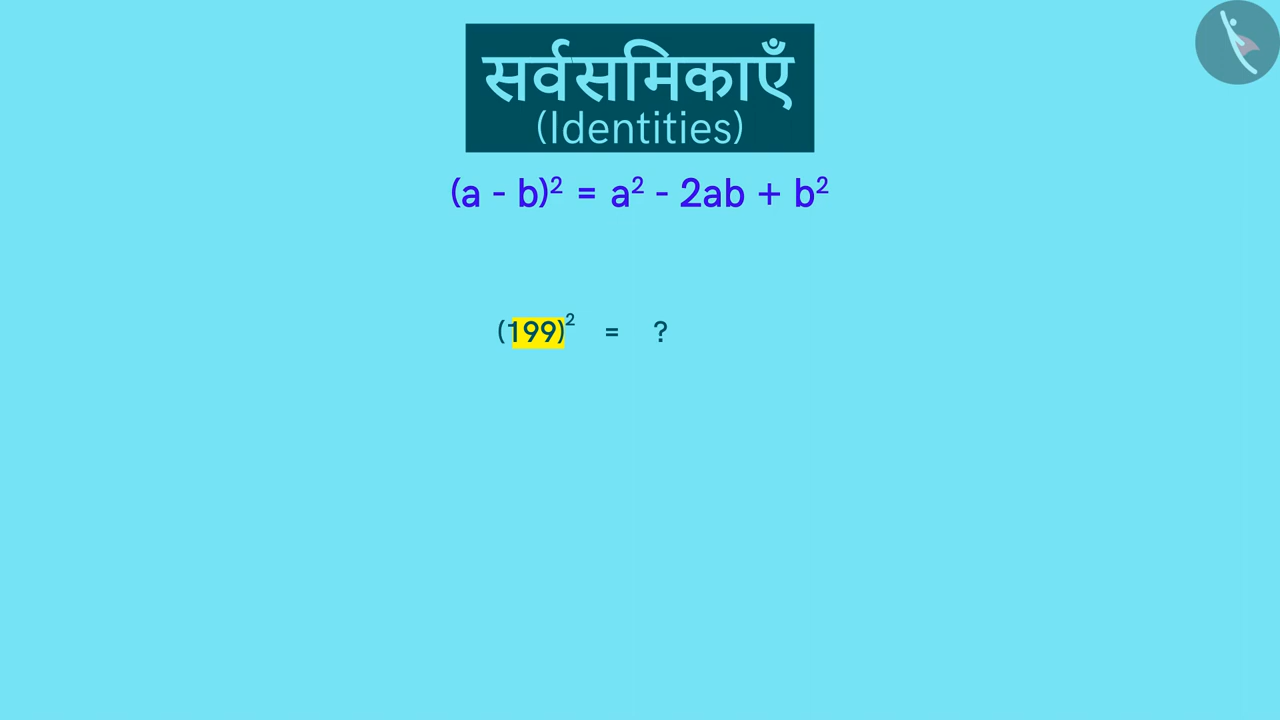 सर्वसमिकाएँ
(Identities)
(a - b)² = a² - 2ab + b²
(199)² = ?